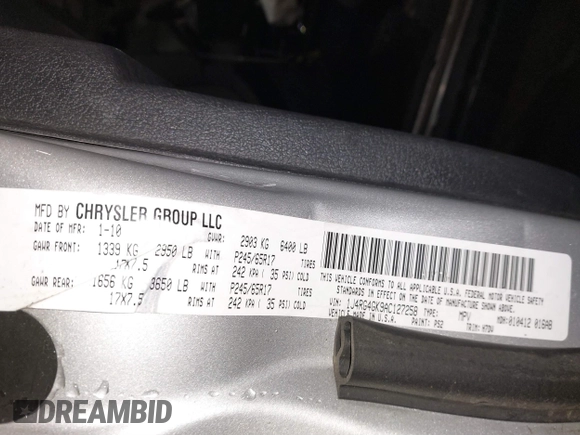 MFD BY CHRYSLER GROUP LLC
DATE OF MFR: 1-10 GVWR: 2903 KG 6400 LB
GAWR FRONT: 1339 KG 2950 LB WITH P245/65R17 TIRES
17X7.5 RIMS AT 242 KPA ( 35 PSI) COLD
GAWR REAR: 1656 KG 3650 LB WITH P245/65R17 TIRES
17X7.5 RIMS AT 242 KPA ( 35 PSI) COLD
THIS VEHICLE CONFORMS TO ALL APPLICABLE U.S.A. FEDERAL MOTOR VEHICLE SAFETY
STANDARDS IN EFFECT ON THE DATE OF MANUFACTURE SHOWN ABOVE.
VIN: 1J4RG4GK9AC127258 TYPE: MPV MDH:010412 016AB
VEHICLE MADE IN U.S.A. PAINT: PS2 TRIM:
DREAMBID